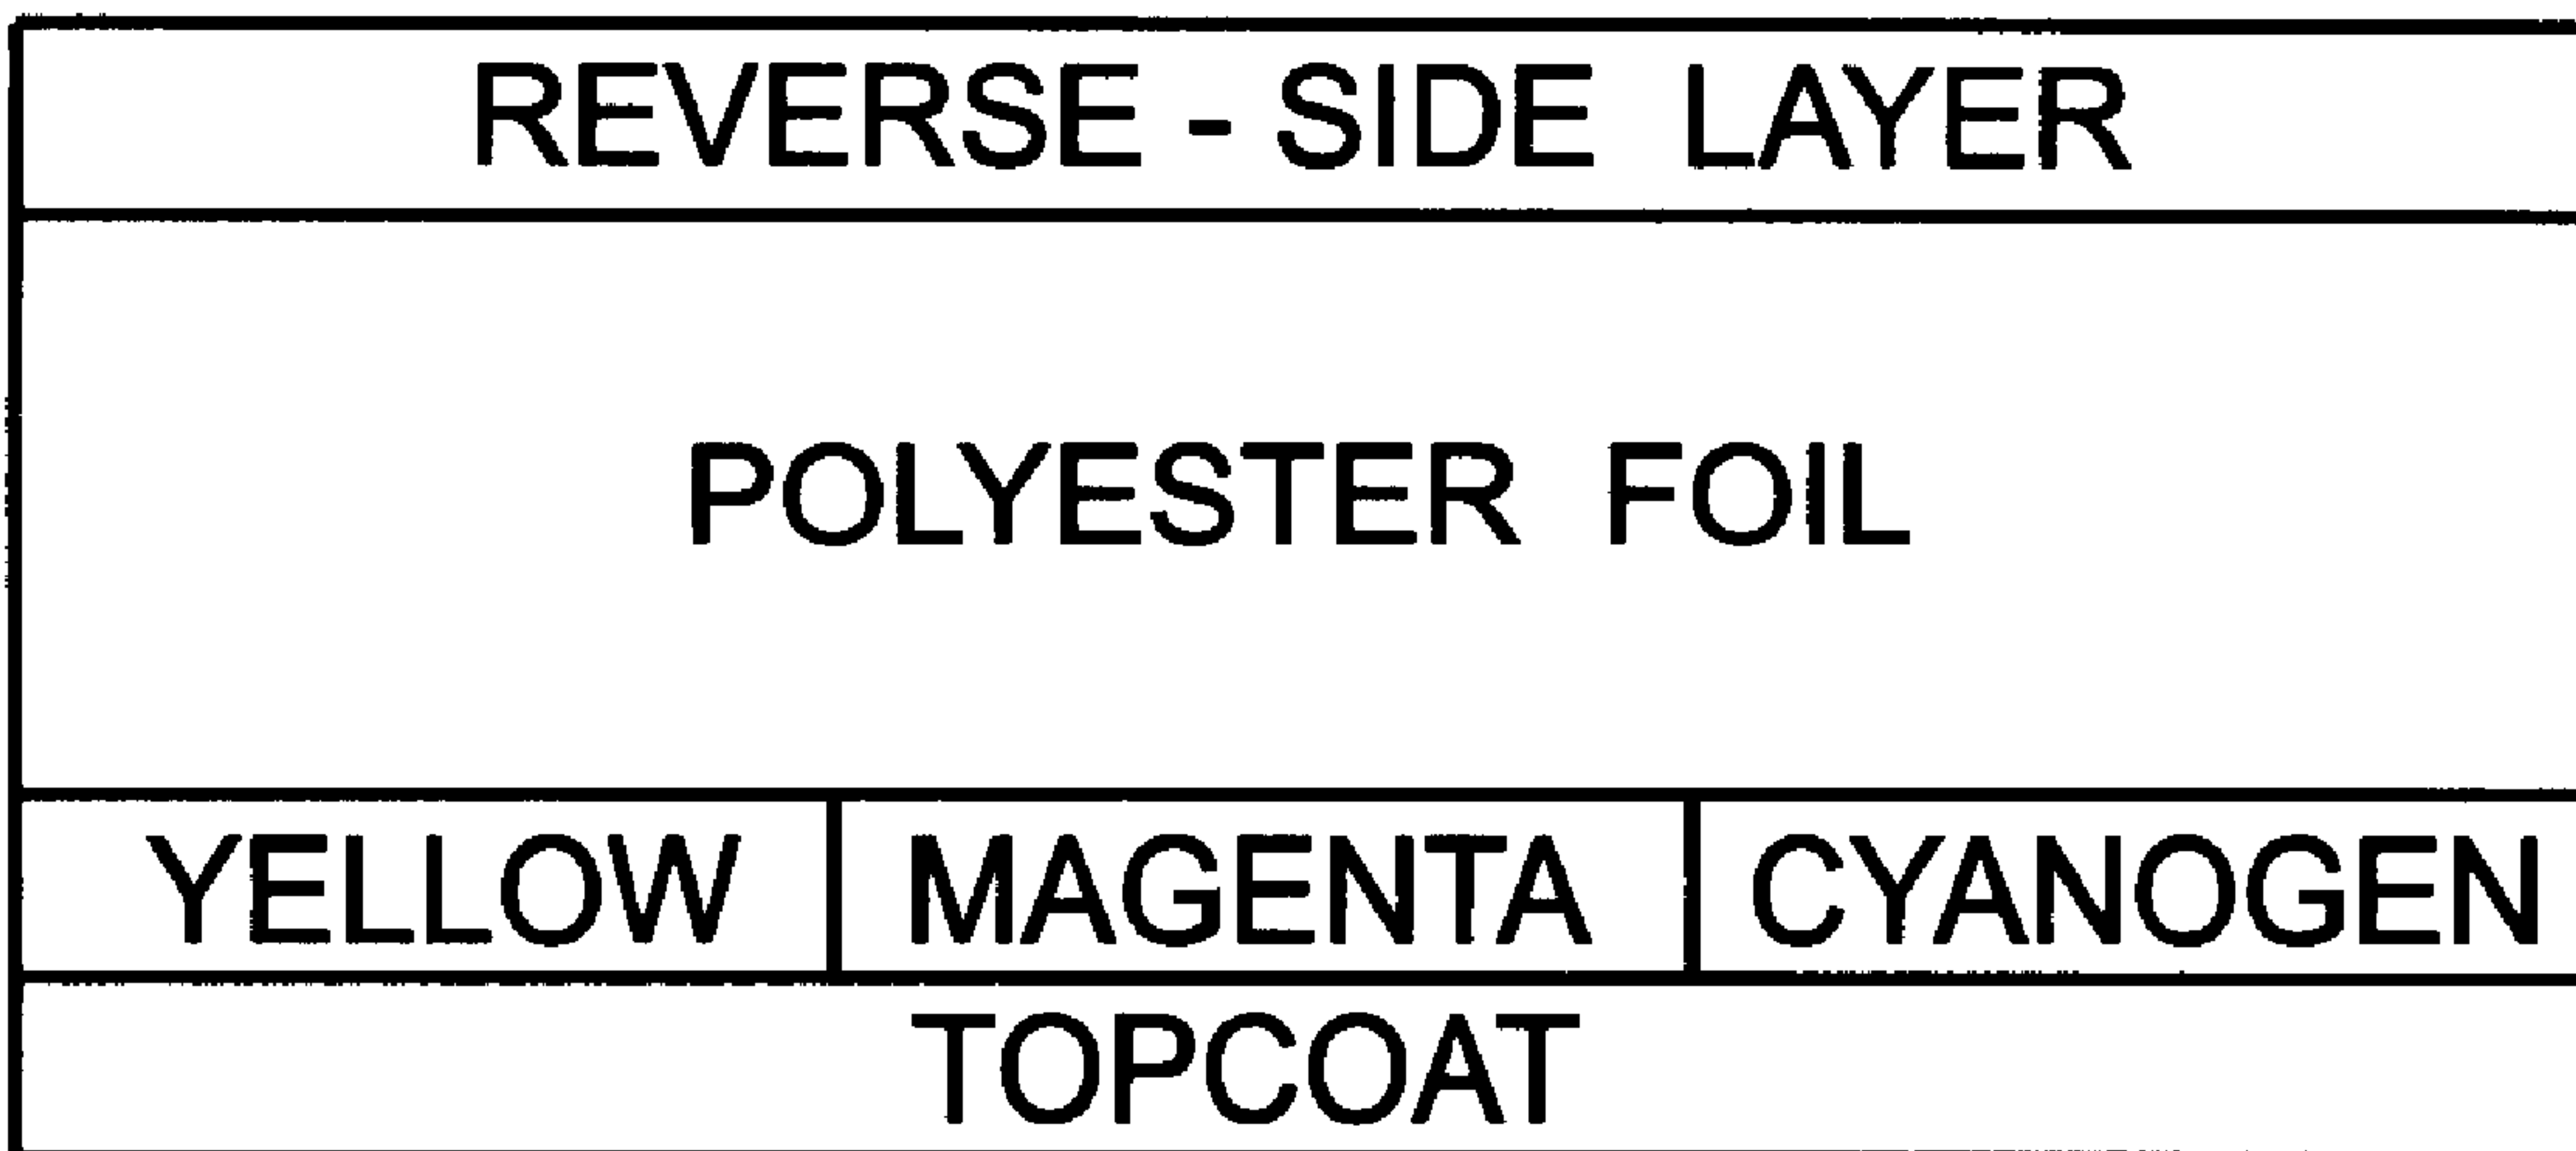 REVERSE - SIDE LAYER
POLYESTER FOIL
YELLOW MAGENTA CYANOGEN
TOPCOAT